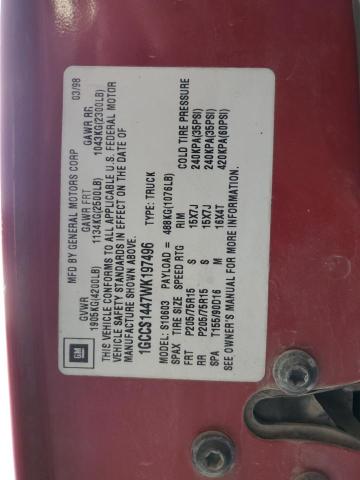 GM
MFD BY GENERAL MOTORS CORP 03/98
GVWR GAWR FRT GAWR RR
1905KG(4200LB) 1134KG(2500LB) 1043KG(2300LB)
THIS VEHICLE CONFORMS TO ALL APPLICABLE U.S. FEDERAL MOTOR
VEHICLE SAFETY STANDARDS IN EFFECT ON THE DATE OF
MANUFACTURE SHOWN ABOVE.
1GCCS1447WK197496 TYPE: TRUCK
MODEL: S10603 PAYLOAD = 488KG(1076LB)
SPAX TIRE SIZE SPEED RTG RIM COLD TIRE PRESSURE
FRT P205/75R15 S 15X7J 240KPA(35PSI)
RR P205/75R15 S 15X7J 240KPA(35PSI)
SPA T155/90D16 M 16X4T 420KPA(60PSI)
SEE OWNER'S MANUAL FOR MORE INFORMATION.